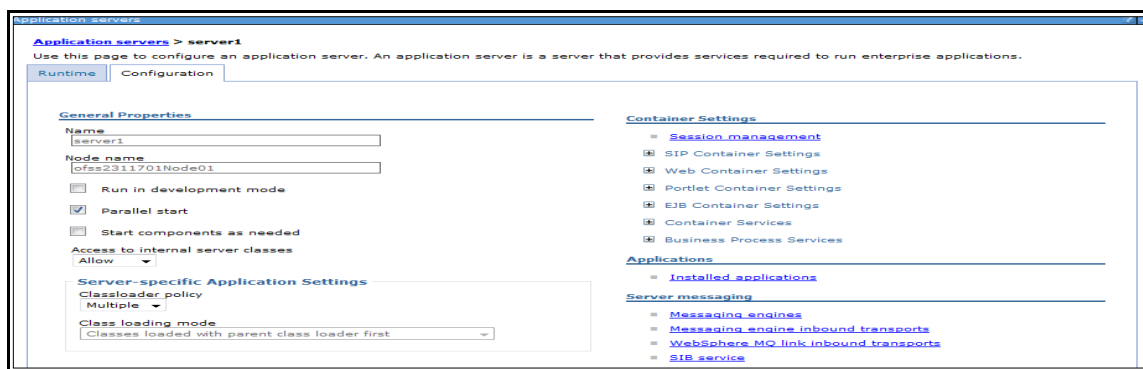 Application servers
Application servers > server1
Use this page to configure an application server. An application server is a server that provides services required to run enterprise applications.
Runtime
Configuration
General Properties
Name
server1
Node name
ofss2311701Node01
Run in development mode
Parallel start
Start components as needed
Access to internal server classes
Allow
Server-specific Application Settings
Classloader policy
Multiple
Class loading mode
Classes loaded with parent class loader first
Container Settings
Session management
SIP Container Settings
Web Container Settings
Portlet Container Settings
EJB Container Settings
Container Services
Business Process Services
Applications
Installed applications
Server messaging
Messaging engines
Messaging engine inbound transports
WebSphere MQ link inbound transports
SIB service